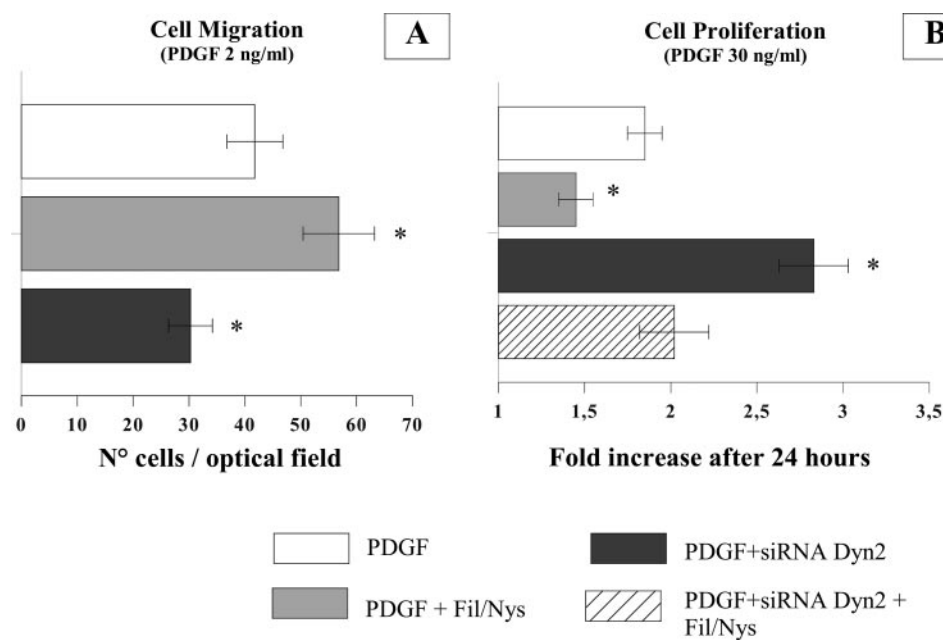 Cell Migration
(PDGF 2 ng/ml)
A
*
*
0 10 20 30 40 50 60 70
N° cells / optical field
Cell Proliferation
(PDGF 30 ng/ml)
B
*
*
1 1,5 2 2,5 3 3,5
Fold increase after 24 hours
PDGF
PDGF + Fil/Nys
PDGF+siRNA Dyn2
PDGF+siRNA Dyn2 +
Fil/Nys